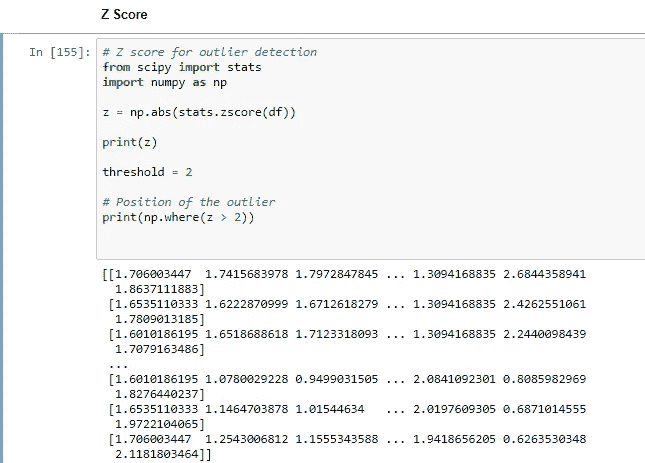 Z Score
In [155]: # Z score for outlier detection
from scipy import stats
import numpy as np
z = np.abs(stats.zscore(df))
print(z)
threshold = 2
# Position of the outlier
print(np.where(z > 2))
[[1.706003447  1.7415683978 1.7972847845 ... 1.3094168835 2.6844358941
1.8637111883]
[1.6535110333 1.6222870999 1.6712618279 ... 1.3094168835 2.4262551061
1.7809013185]
[1.6010186195 1.6518688618 1.7123318093 ... 1.3094168835 2.2440098439
1.7079163486]
...
[1.6010186195 1.0780029228 0.9499031505 ... 2.0841092301 0.8085982969
1.8276440237]
[1.6535110333 1.1464703878 1.01544634   ... 2.0197609305 0.6871014555
1.9722104065]
[1.706003447  1.2543006812 1.1555343588 ... 1.9418656205 0.6263530348
2.1181803464]]